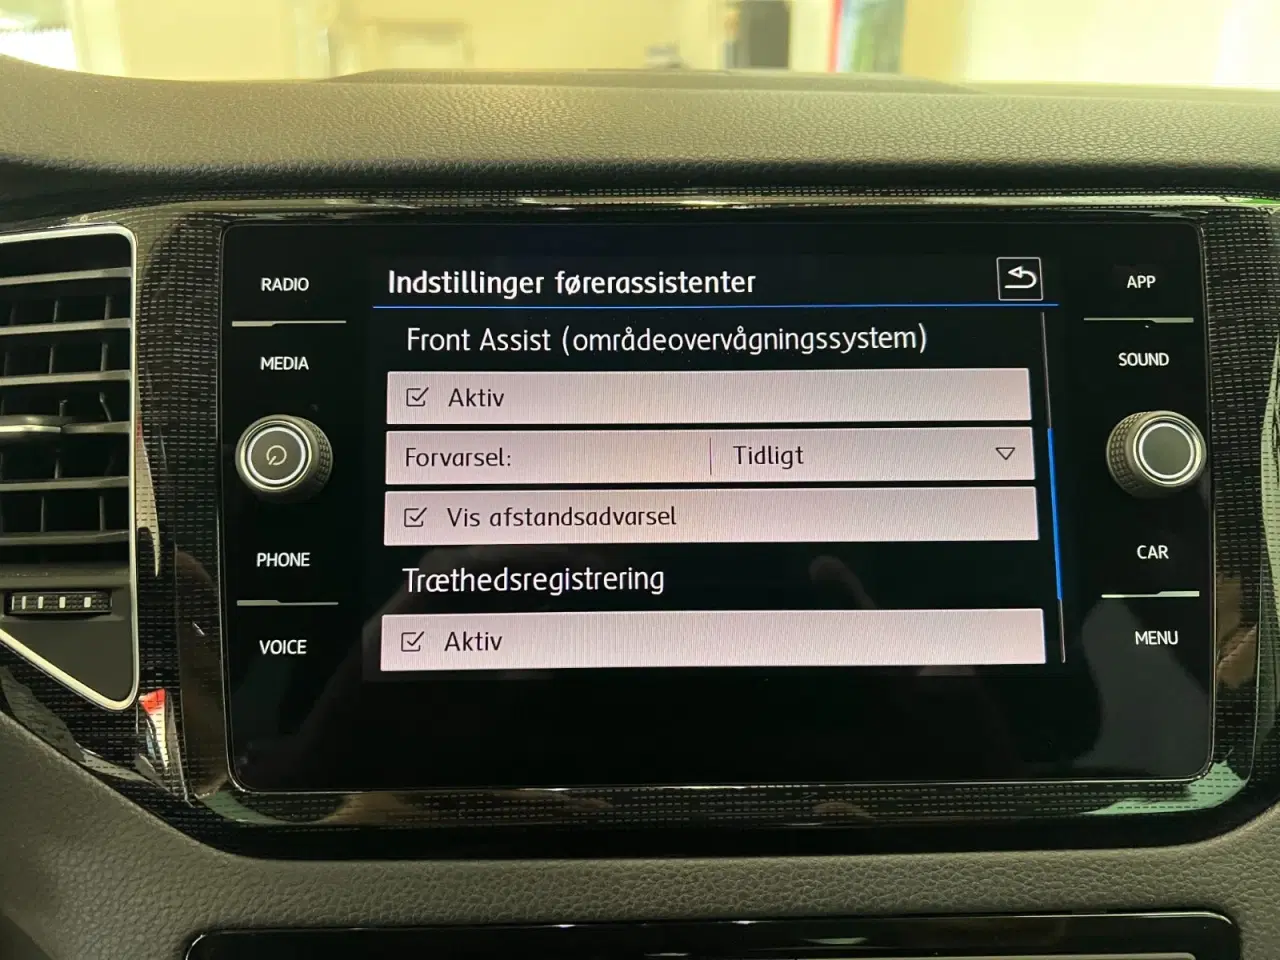 Indstillinger førerassistenter
Front Assist (områdeovervågningssystem)
Aktiv
Forvarsel: Tidligt
Vis afstandsadvarsel
Træthedsregistrering
Aktiv
RADIO
MEDIA
PHONE
VOICE
APP
SOUND
CAR
MENU